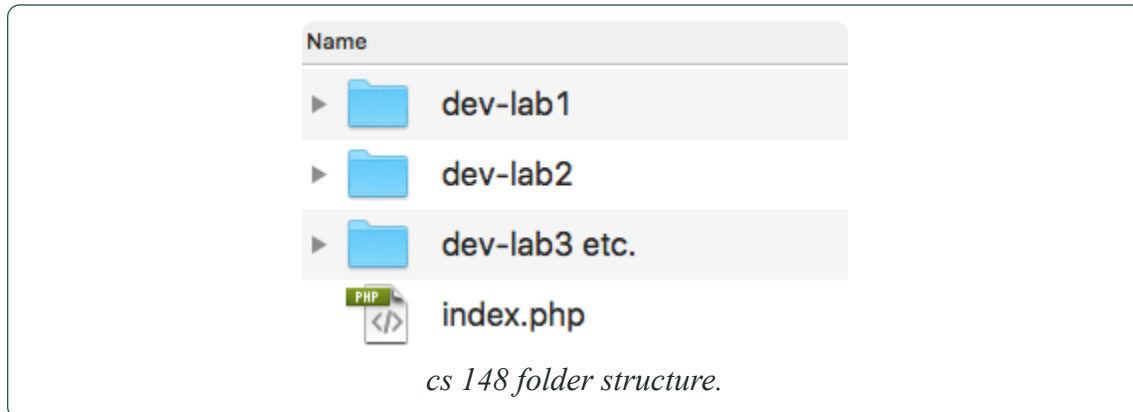 Name
dev-lab1
dev-lab2
dev-lab3 etc.
PHP
</>
index.php
cs 148 folder structure.